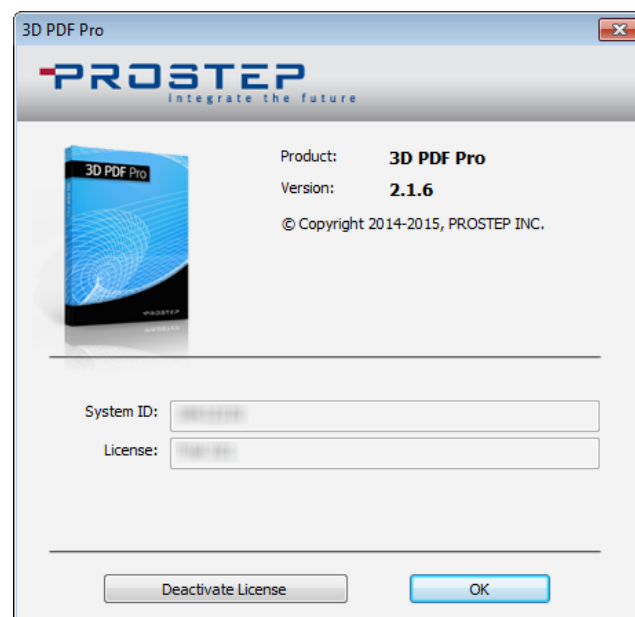 3D PDF Pro
PROSTEP
integrate the future
3D PDF Pro
PROSTEP
Product: 3D PDF Pro
Version: 2.1.6
© Copyright 2014-2015, PROSTEP INC.
System ID:
License:
Deactivate License
OK